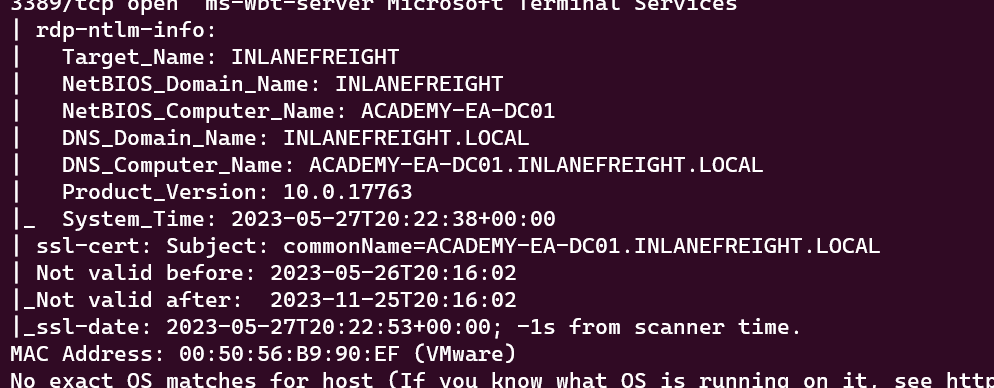 3389/tcp open  ms-wbt-server Microsoft Terminal Services
| rdp-ntlm-info:
|   Target_Name: INLANEFREIGHT
|   NetBIOS_Domain_Name: INLANEFREIGHT
|   NetBIOS_Computer_Name: ACADEMY-EA-DC01
|   DNS_Domain_Name: INLANEFREIGHT.LOCAL
|   DNS_Computer_Name: ACADEMY-EA-DC01.INLANEFREIGHT.LOCAL
|   Product_Version: 10.0.17763
|_  System_Time: 2023-05-27T20:22:38+00:00
| ssl-cert: Subject: commonName=ACADEMY-EA-DC01.INLANEFREIGHT.LOCAL
| Not valid before: 2023-05-26T20:16:02
|_Not valid after:  2023-11-25T20:16:02
|_ssl-date: 2023-05-27T20:22:53+00:00; -1s from scanner time.
MAC Address: 00:50:56:B9:90:EF (VMware)
No exact OS matches for host (If you know what OS is running on it, see http